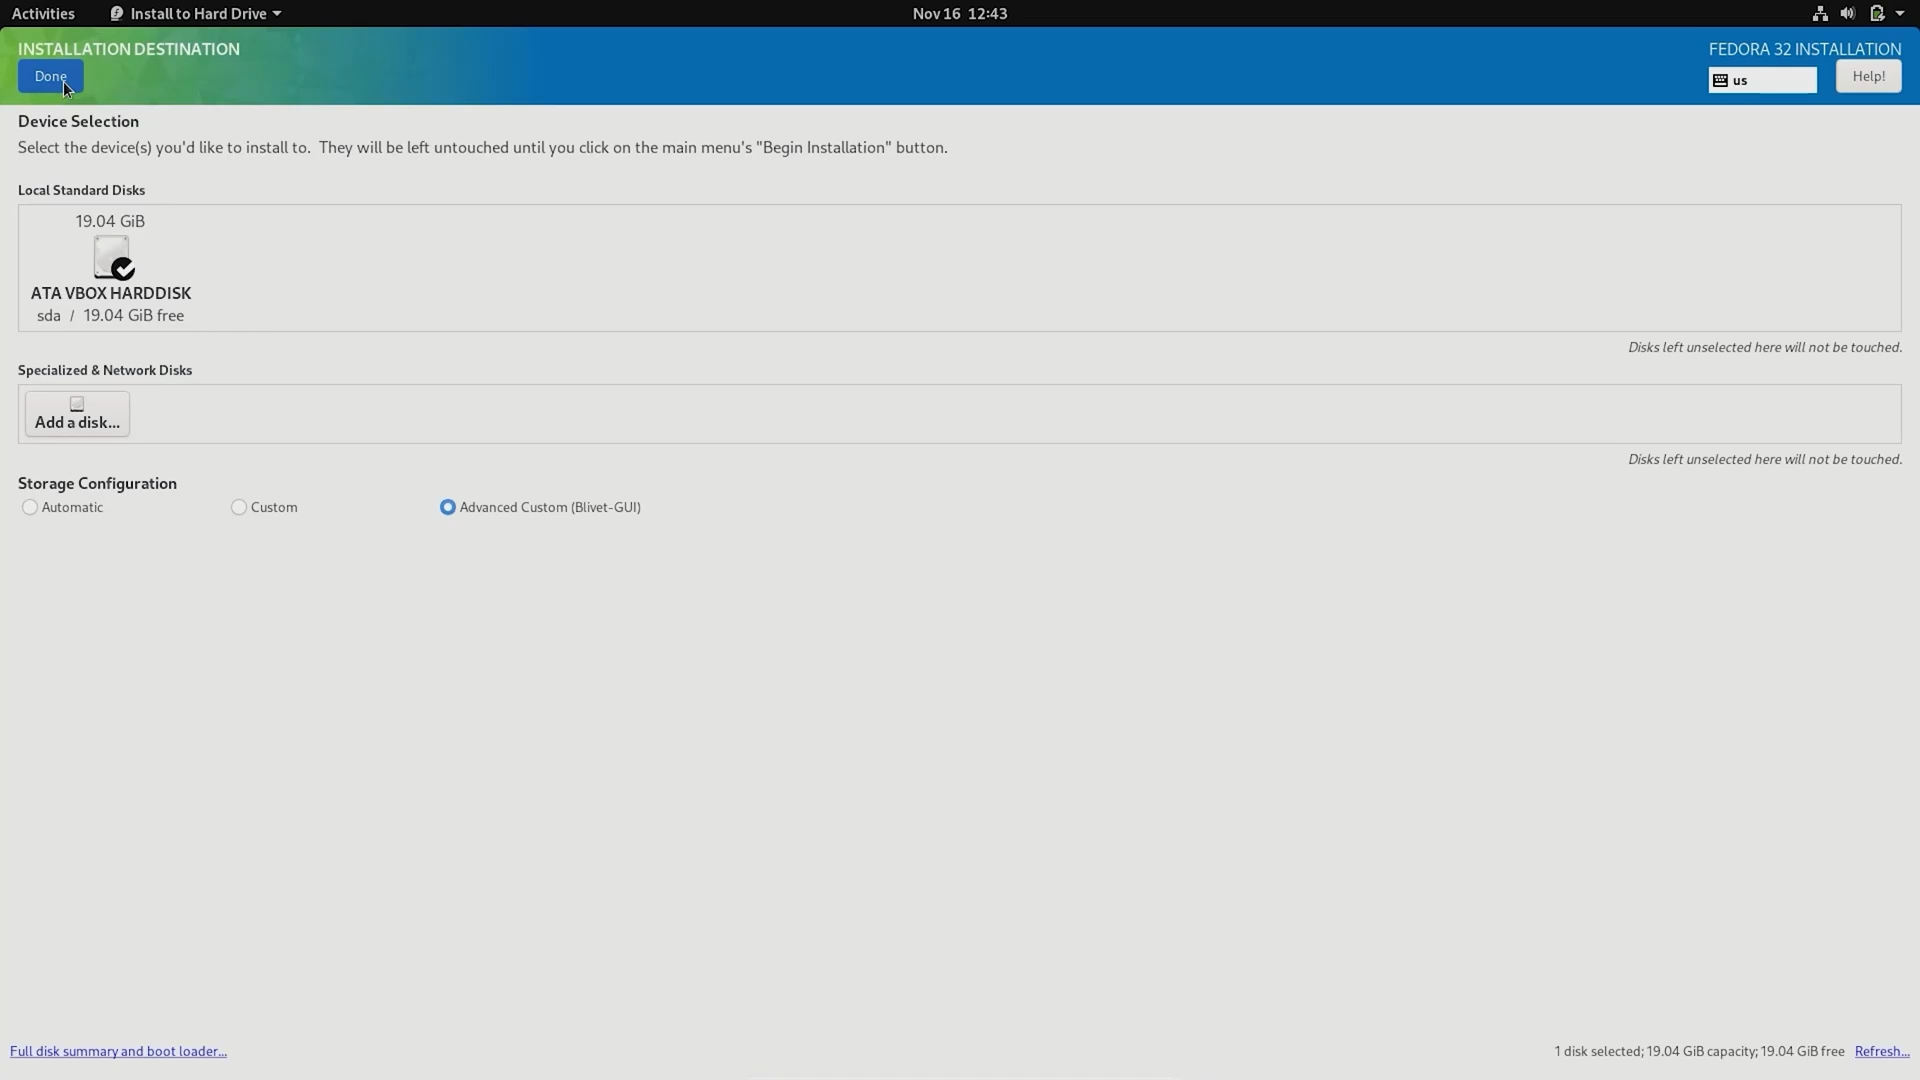 Activities
Install to Hard Drive
Nov 16 12:43
INSTALLATION DESTINATION
FEDORA 32 INSTALLATION
Done
us
Help!
Device Selection
Select the device(s) you'd like to install to.  They will be left untouched until you click on the main menu's "Begin Installation" button.
Local Standard Disks
19.04 GiB
ATA VBOX HARDDISK
sda / 19.04 GiB free
Disks left unselected here will not be touched.
Specialized & Network Disks
Add a disk...
Disks left unselected here will not be touched.
Storage Configuration
Automatic
Custom
Advanced Custom (Blivet-GUI)
Full disk summary and boot loader...
1 disk selected; 19.04 GiB capacity; 19.04 GiB free
Refresh...